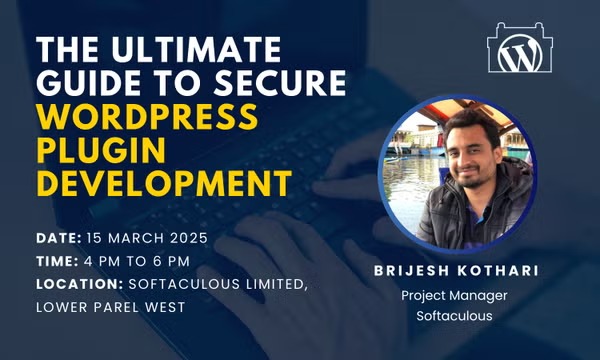 THE ULTIMATE
GUIDE TO SECURE
WORDPRESS
PLUGIN
DEVELOPMENT
DATE: 15 MARCH 2025
TIME: 4 PM TO 6 PM
LOCATION: SOFTACULOUS LIMITED,
LOWER PAREL WEST
W
BRIJESH KOTHARI
Project Manager
Softaculous